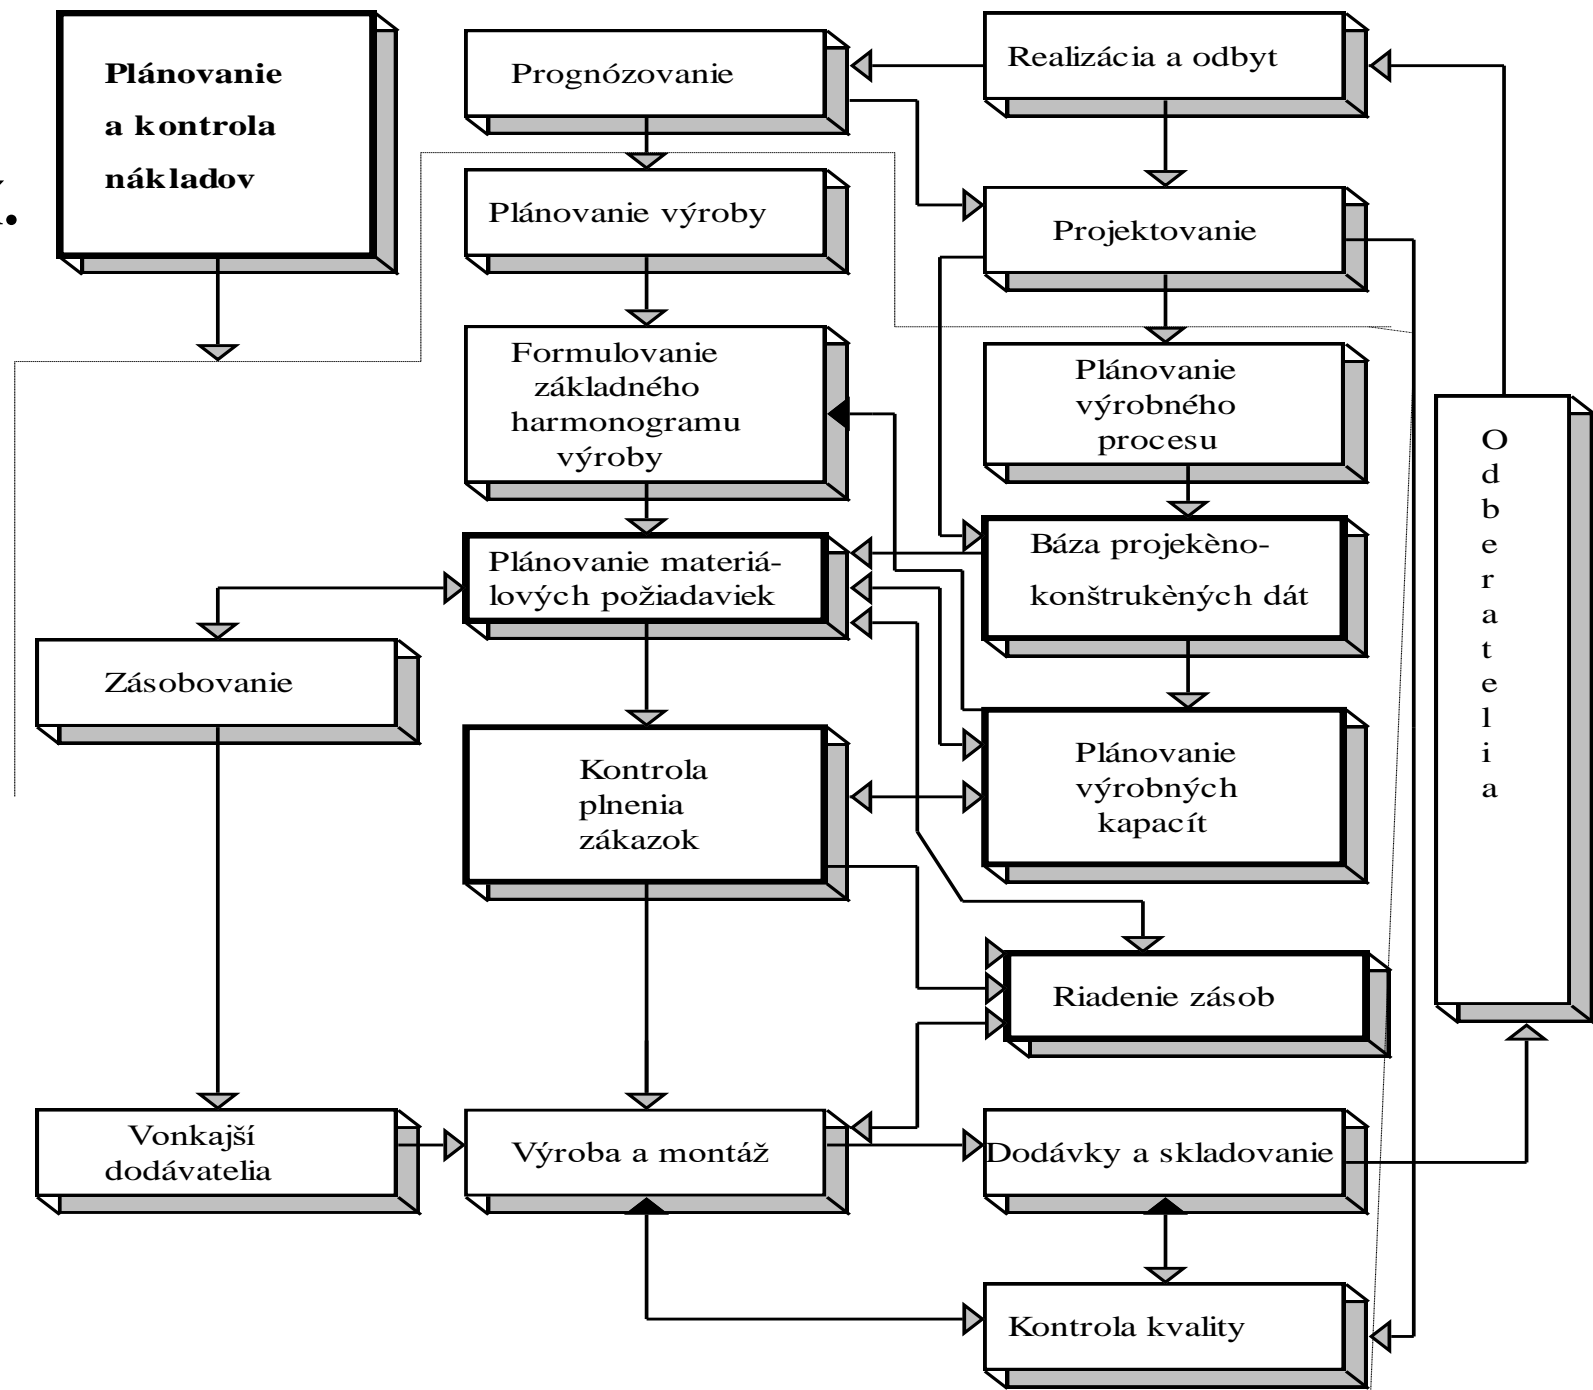 Plánovanie
a kontrola
nákladov
Prognózovanie
Realizácia a odbyt
Plánovanie výroby
Projektovanie
Formulovanie
základného
harmonogramu
výroby
Plánovanie
výrobného
procesu
Plánovanie materiá-
lových požiadaviek
Báza projekèno-
konštrukèných dát
Zásobovanie
Kontrola
plnenia
zákazok
Plánovanie
výrobných
kapacít
Riadenie zásob
Vonkajší
dodávatelia
Výroba a montáž
Dodávky a skladovanie
Kontrola kvality
O
d
b
e
r
a
t
e
l
i
a